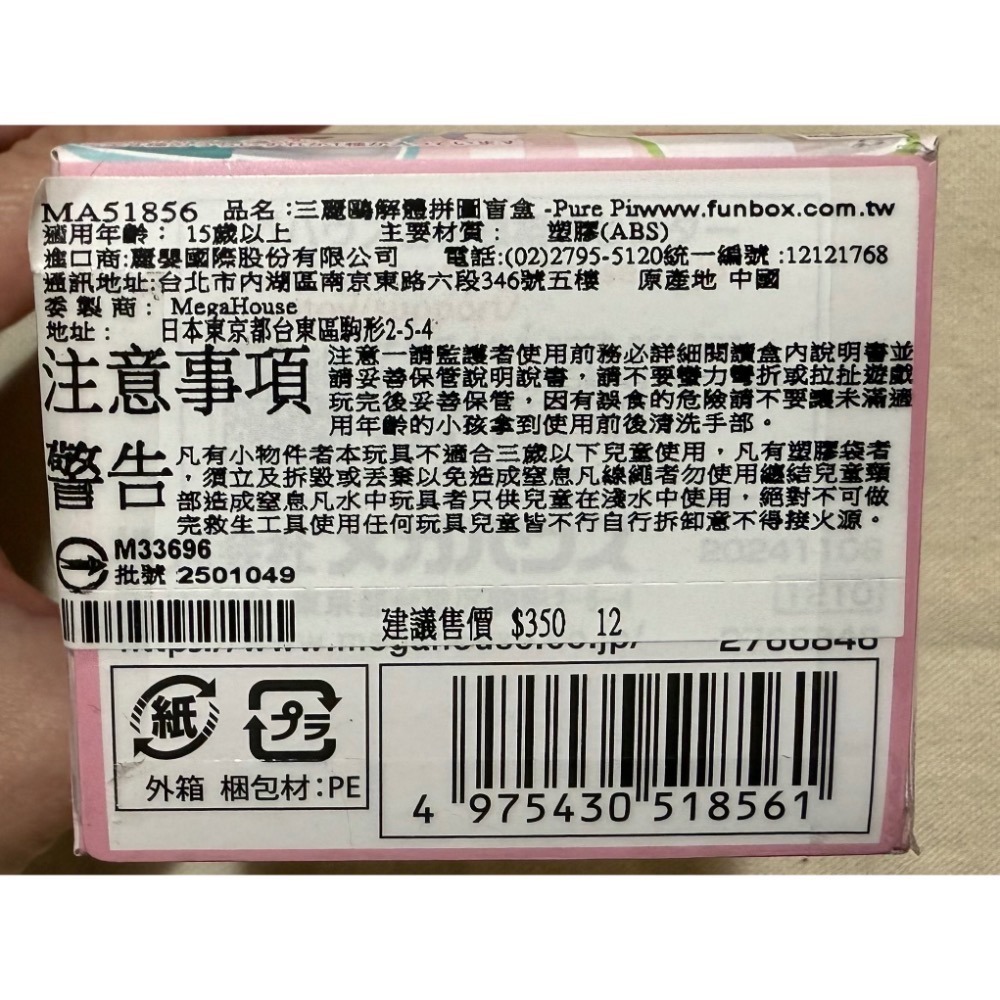 MA51856 品名:三麗鷗解體拼圖盲盒 -Pure Pinwww.funbox.com.tw
適用年齡: 15歲以上 主要材質: 塑膠(ABS)
進口商:麗嬰國際股份有限公司 電話:(02)2795-5120統一編號:12121768
通訊地址:台北市內湖區南京東路六段346號五樓 原產地 中國
委製商: MegaHouse
地址: 日本東京都台東區駒形2-5-4
注意事項
注意一請監護者使用前務必詳細閱讀盒內說明書並
請妥善保管說明說書,請不要蠻力彎折或拉扯遊戲
玩完後妥善保管,因有誤食的危險請不要讓未滿適
用年齡的小孩拿到使用前後清洗手部。
警告
凡有小物件者本玩具不適合三歲以下兒童使用,凡有塑膠袋者
,須立及拆毀或丟棄以免造成窒息凡線繩者勿使用纏結兒童頸
部造成窒息凡水中玩具者只供兒童在淺水中使用,絕對不可做
完救生工具使用任何玩具兒童皆不行自行拆卸意不得接火源。
M33696
批號 2501049
建議售價 $350 12
https://www.megahouse.co.jp/ 2766846
紙 プラ
外箱 梱包材:PE
4 975430 518561